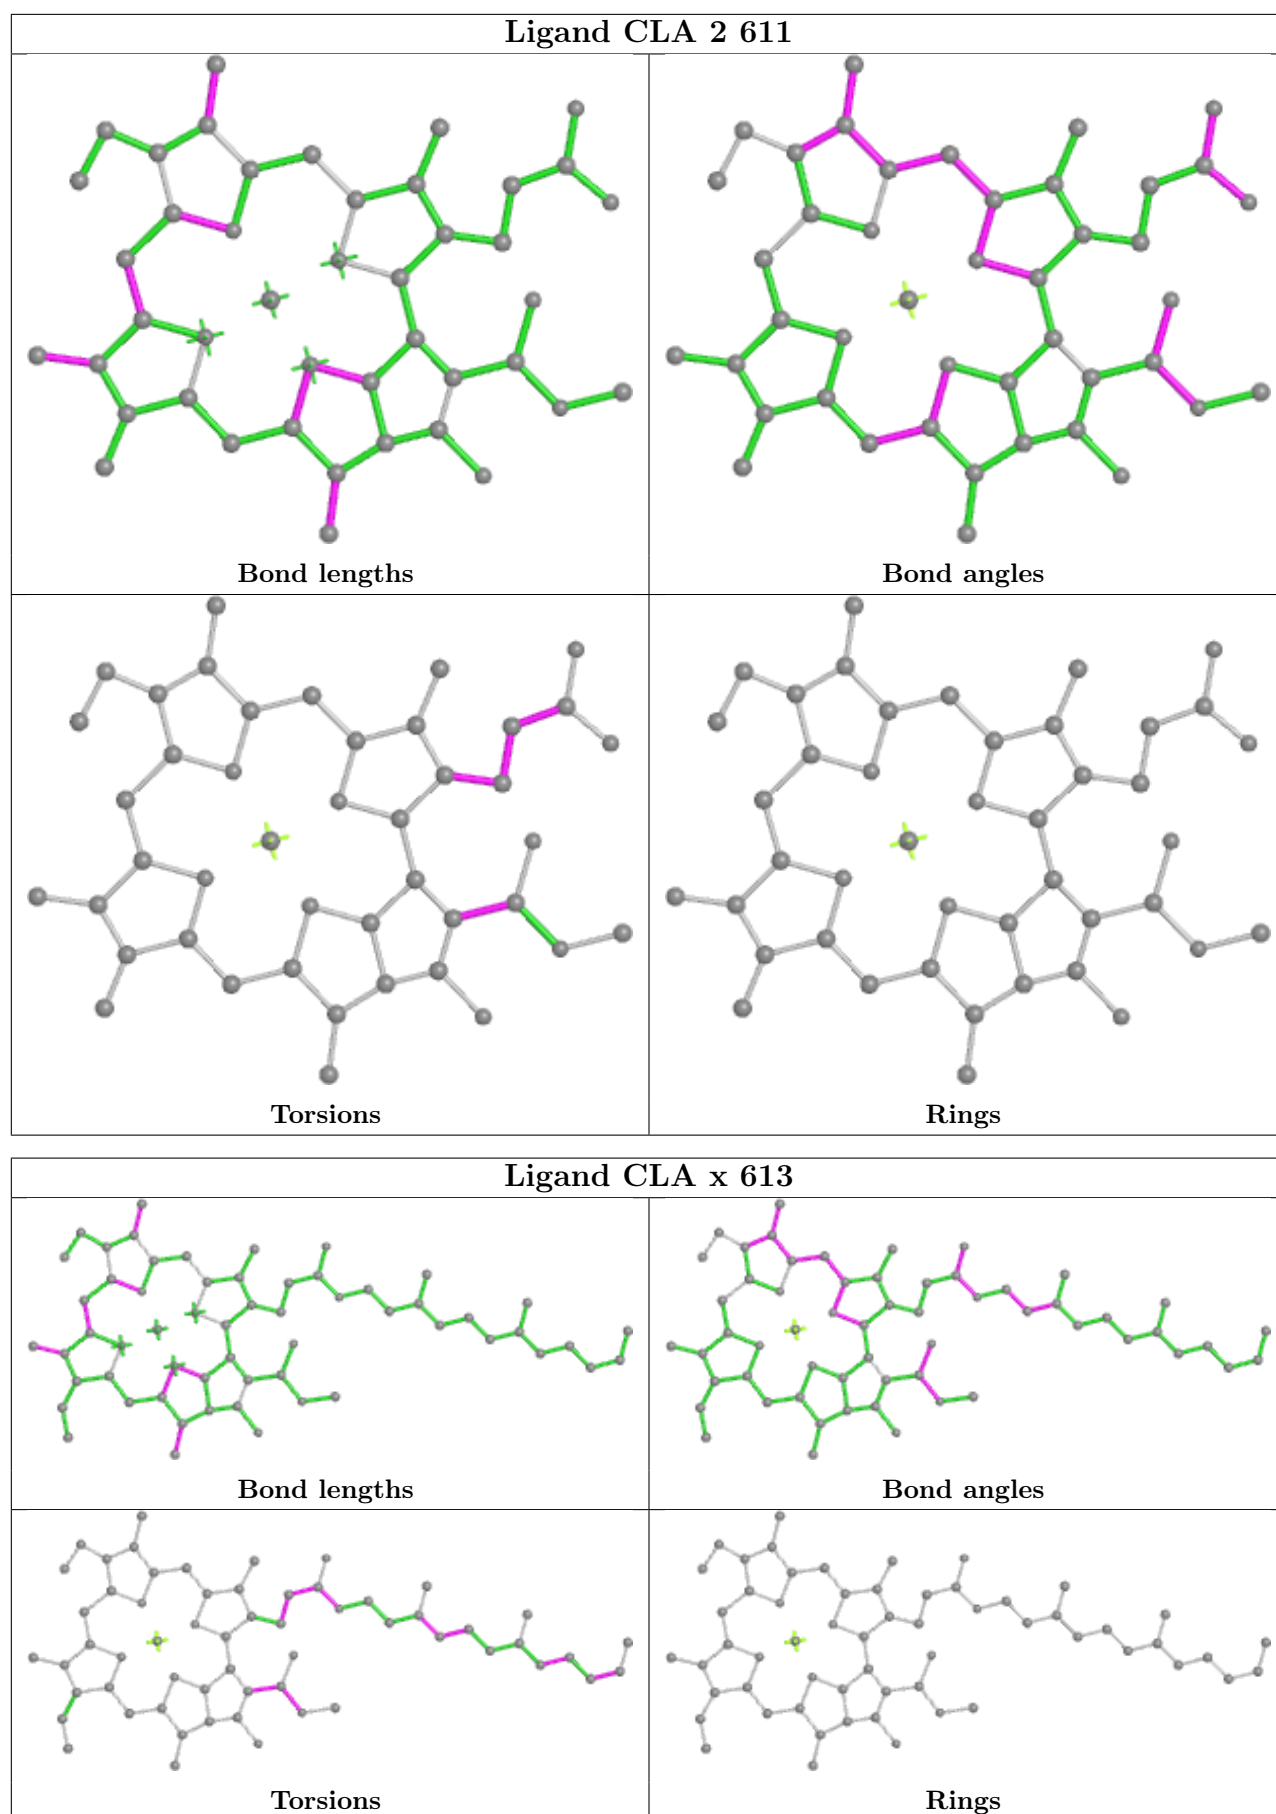 Ligand CLA 2 611
Bond lengths
Bond angles
Torsions
Rings
Ligand CLA x 613
Bond lengths
Bond angles
Torsions
Rings